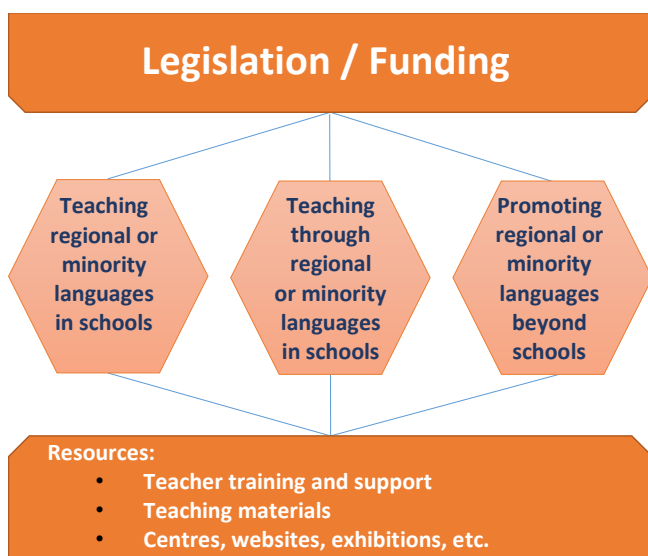 Legislation / Funding
Teaching
regional or
minority
languages
in schools
Teaching
through
regional
or minority
languages
in schools
Promoting
regional or
minority
languages
beyond
schools
Resources:
• Teacher training and support
• Teaching materials
• Centres, websites, exhibitions, etc.